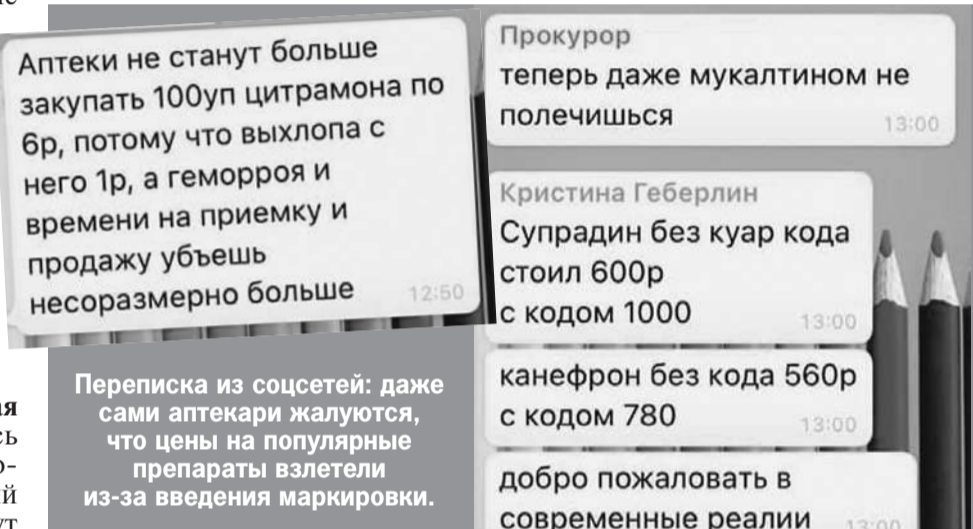 Аптеки не станут больше
закупать 100уп цитрамона по
6р, потому что выхлопа с
него 1р, а геморроя и
времени на приемку и
продажу убъешь
несоразмерно больше 12:50
Переписка из соцсетей: даже
сами аптекари жалуются,
что цены на популярные
препараты взлетели
из-за введения маркировки.
Прокурор
теперь даже мукалтином не
полечишься 13:00
Кристина Геберлин
Супрадин без куар кода
стоил 600р
с кодом 1000 13:00
канефрон без кода 560р
с кодом 780 13:00
добро пожаловать в
современные реалии 13:00